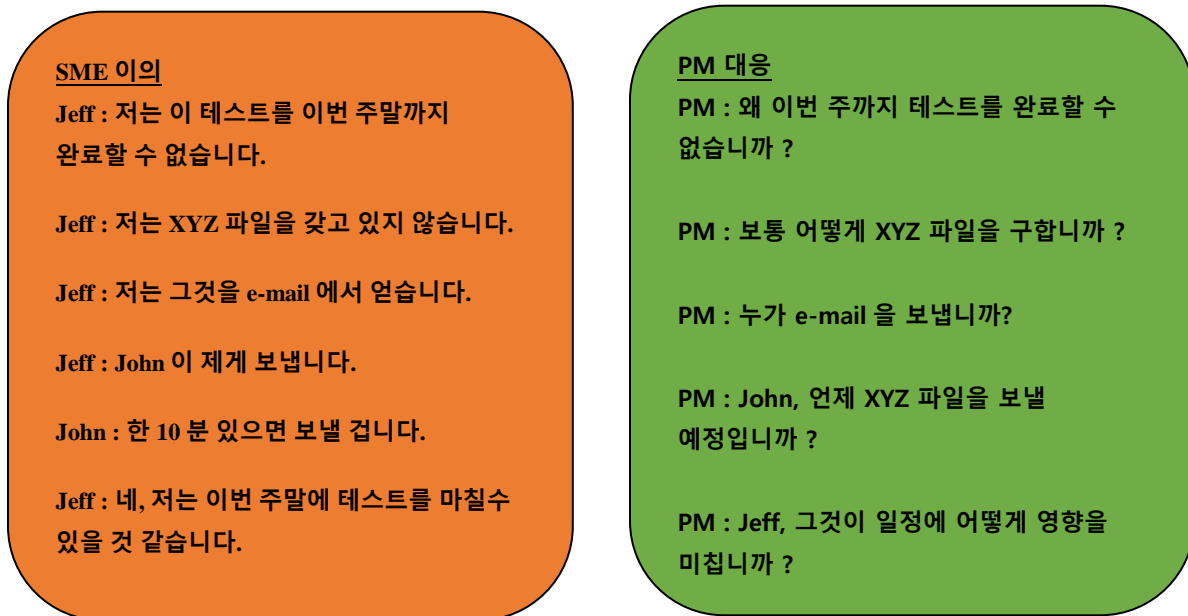 SME 이의
Jeff : 저는 이 테스트를 이번 주말까지
완료할 수 없습니다.
Jeff : 저는 XYZ 파일을 갖고 있지 않습니다.
Jeff : 저는 그것을 e-mail 에서 얻습니다.
Jeff : John 이 제게 보냅니다.
John : 한 10 분 있으면 보낼 겁니다.
Jeff : 네, 저는 이번 주말에 테스트를 마칠수
있을 것 같습니다.
PM 대응
PM : 왜 이번 주까지 테스트를 완료할 수
없습니까 ?
PM : 보통 어떻게 XYZ 파일을 구합니까 ?
PM : 누가 e-mail 을 보냅니까?
PM : John, 언제 XYZ 파일을 보낼
예정입니까 ?
PM : Jeff, 그것이 일정에 어떻게 영향을
미칩니까 ?